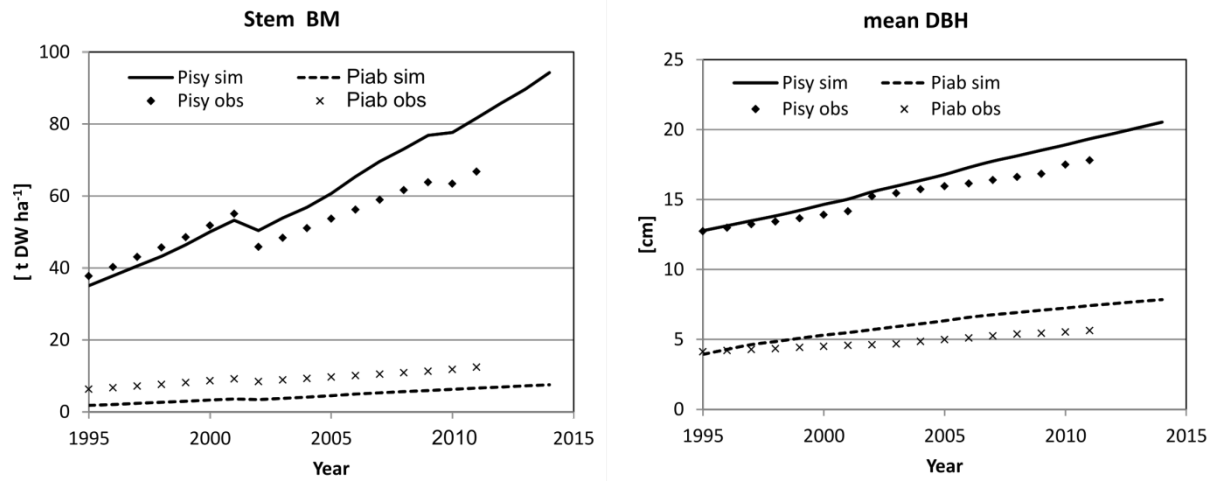 Stem BM
100
80
60
40
20
0
[ t DW ha⁻¹]
Pisy sim
Piab sim
Pisy obs
Piab obs
1995
2000
2005
2010
2015
Year
mean DBH
25
20
15
10
5
0
[cm]
Pisy sim
Piab sim
Pisy obs
Piab obs
1995
2000
2005
2010
2015
Year